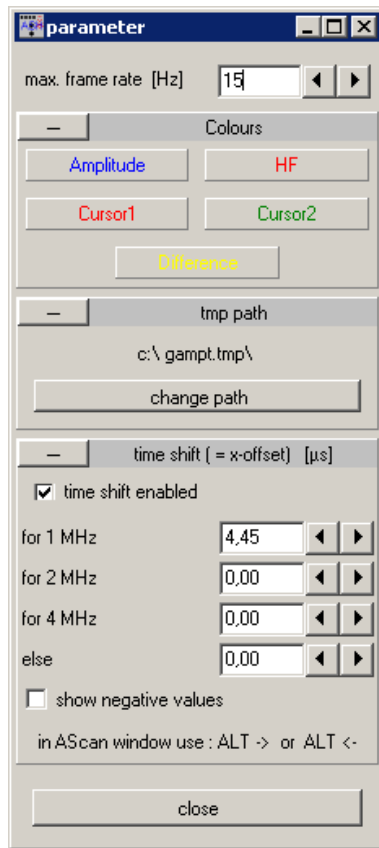 parameter
max. frame rate [Hz] 15
Colours
Amplitude HF
Cursor1 Cursor2
Difference
tmp path
c:\ gampt.tmp\
change path
time shift ( = x-offset) [µs]
time shift enabled
for 1 MHz 4,45
for 2 MHz 0,00
for 4 MHz 0,00
else 0,00
show negative values
in AScan window use : ALT -> or ALT <-
close